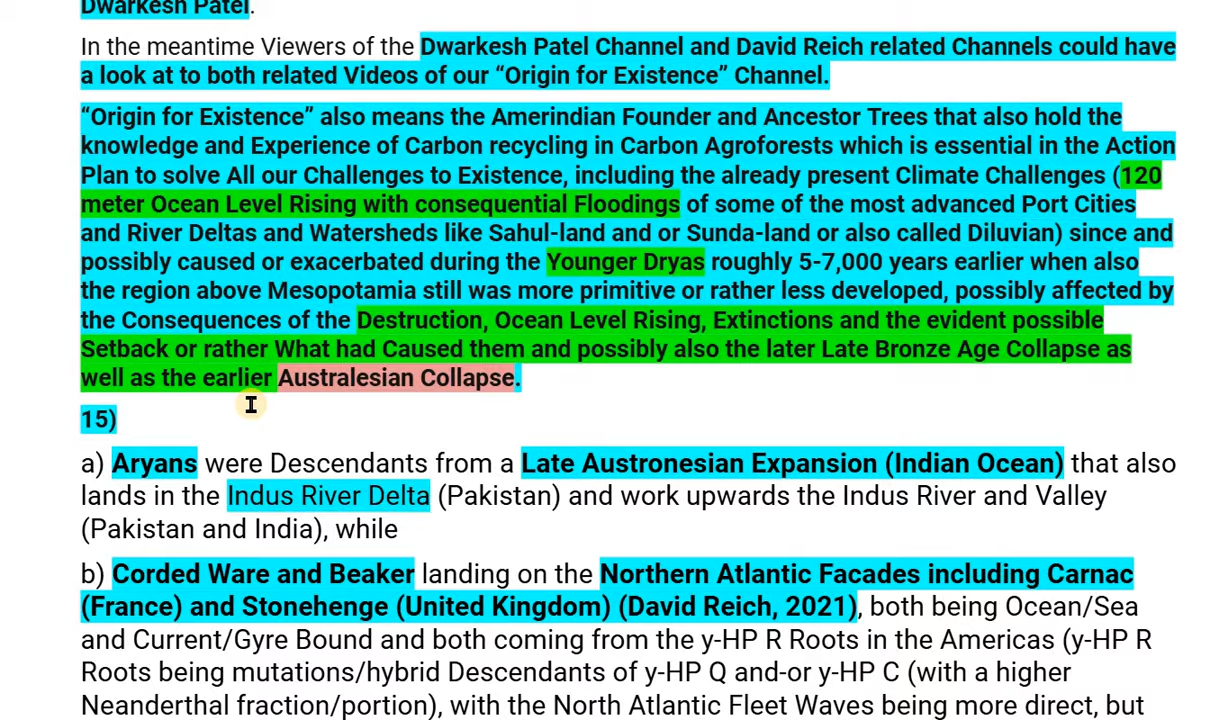 Dwarkesh Patel.
In the meantime Viewers of the Dwarkesh Patel Channel and David Reich related Channels could have
a look at to both related Videos of our “Origin for Existence” Channel.
“Origin for Existence” also means the Amerindian Founder and Ancestor Trees that also hold the
knowledge and Experience of Carbon recycling in Carbon Agroforests which is essential in the Action
Plan to solve All our Challenges to Existence, including the already present Climate Challenges (120
meter Ocean Level Rising with consequential Floodings of some of the most advanced Port Cities
and River Deltas and Watersheds like Sahul-land and or Sunda-land or also called Diluvian) since and
possibly caused or exacerbated during the Younger Dryas roughly 5-7,000 years earlier when also
the region above Mesopotamia still was more primitive or rather less developed, possibly affected by
the Consequences of the Destruction, Ocean Level Rising, Extinctions and the evident possible
Setback or rather What had Caused them and possibly also the later Late Bronze Age Collapse as
well as the earlier Australesian Collapse.
15)
a) Aryans were Descendants from a Late Austronesian Expansion (Indian Ocean) that also
lands in the Indus River Delta (Pakistan) and work upwards the Indus River and Valley
(Pakistan and India), while
b) Corded Ware and Beaker landing on the Northern Atlantic Facades including Carnac
(France) and Stonehenge (United Kingdom) (David Reich, 2021), both being Ocean/Sea
and Current/Gyre Bound and both coming from the y-HP R Roots in the Americas (y-HP R
Roots being mutations/hybrid Descendants of y-HP Q and-or y-HP C (with a higher
Neanderthal fraction/portion), with the North Atlantic Fleet Waves being more direct, but